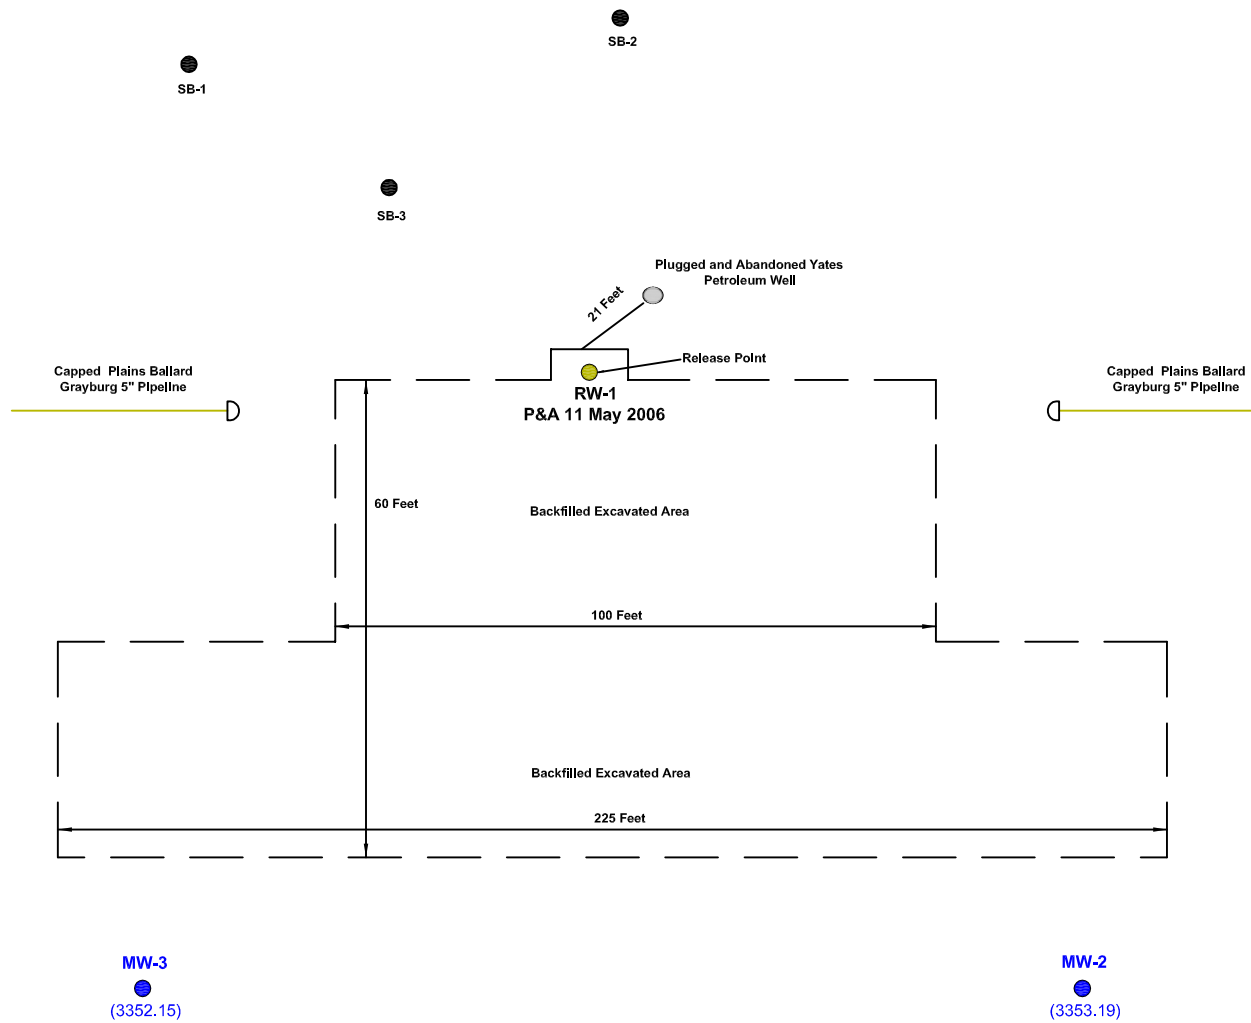 SB-2
SB-1
SB-3
Plugged and Abandoned Yates
Petroleum Well
21 Feet
Release Point
Capped Plains Ballard
Grayburg 5" Pipeline
Capped Plains Ballard
Grayburg 5" Pipeline
RW-1
P&A 11 May 2006
60 Feet
Backfilled Excavated Area
100 Feet
Backfilled Excavated Area
225 Feet
MW-3
(3352.15)
MW-2
(3353.19)